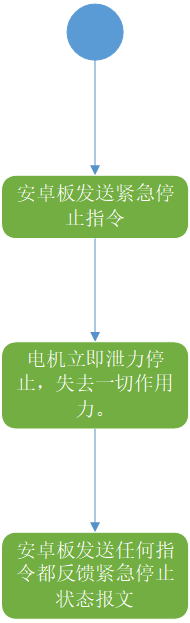 安卓板发送紧急停
止指令
电机立即泄力停
止，失去一切作用
力。
安卓板发送任何指
令都反馈紧急停止
状态报文